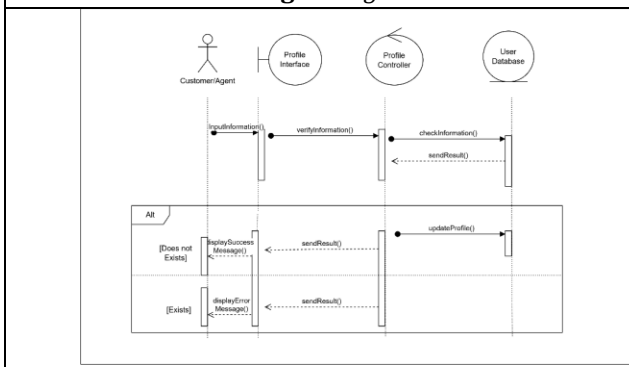 Customer/Agent
Profile
Interface
Profile
Controller
User
Database
InputInformation()
verifyInformation()
checkInformation()
sendResult()
Alt
[Does not
Exists]
displaySuccess
Message()
sendResult()
updateProfile()
[Exists]
displayError
Message()
sendResult()